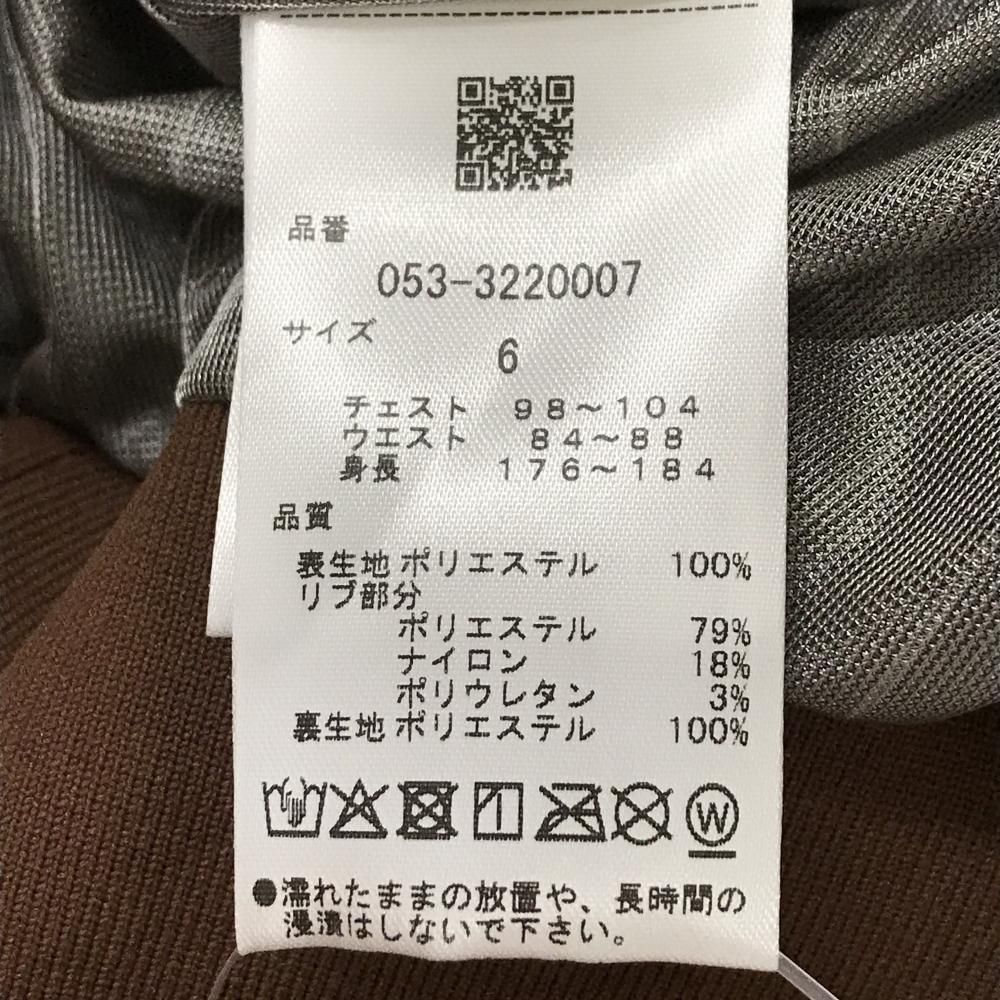 品番
053-3220007
サイズ
6
チェスト 98～104
ウエスト 84～88
身長 176～184
品質
表生地 ポリエステル 100%
リブ部分
ポリエステル 79%
ナイロン 18%
ポリウレタン 3%
裏生地 ポリエステル 100%
W
●濡れたままの放置や、長時間の
浸漬はしないで下さい。